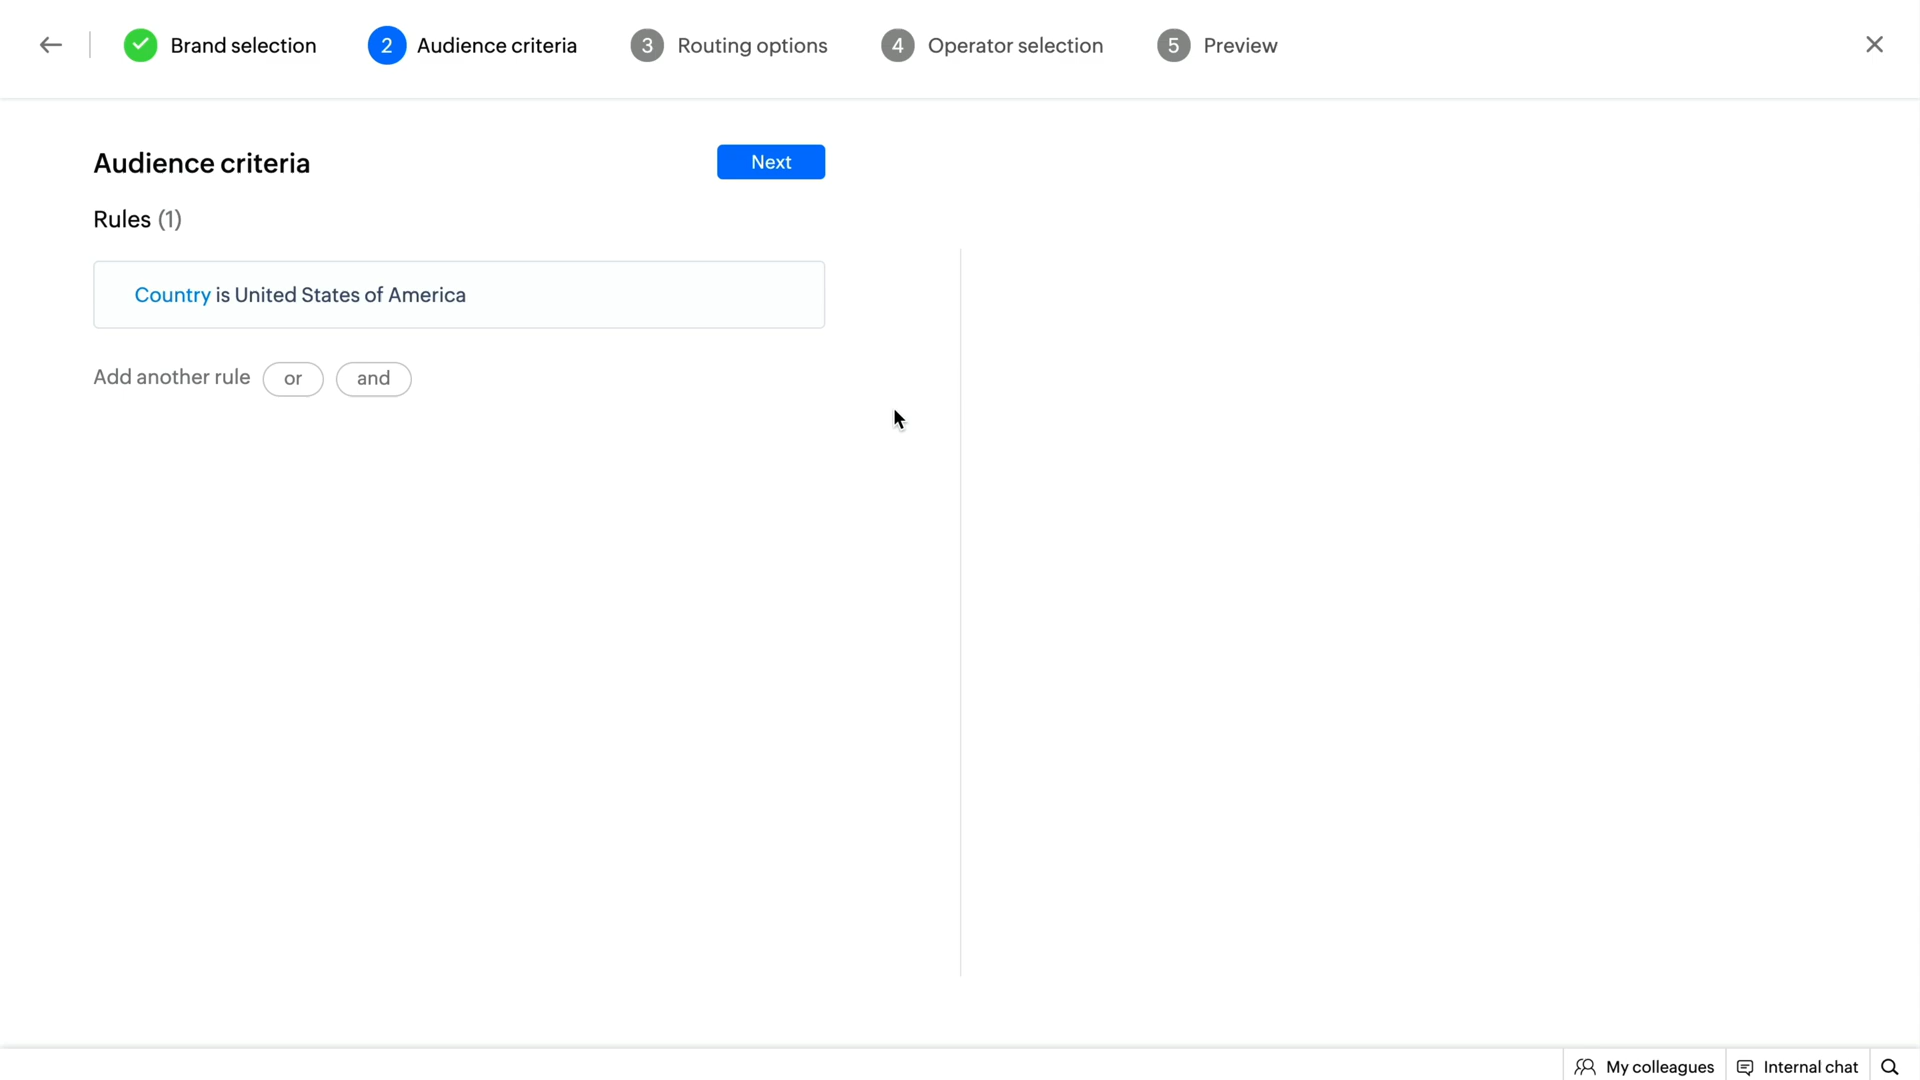 Brand selection
2 Audience criteria
3 Routing options
4 Operator selection
5 Preview
Audience criteria
Next
Rules (1)
Country is United States of America
Add another rule or and
My colleagues
Internal chat